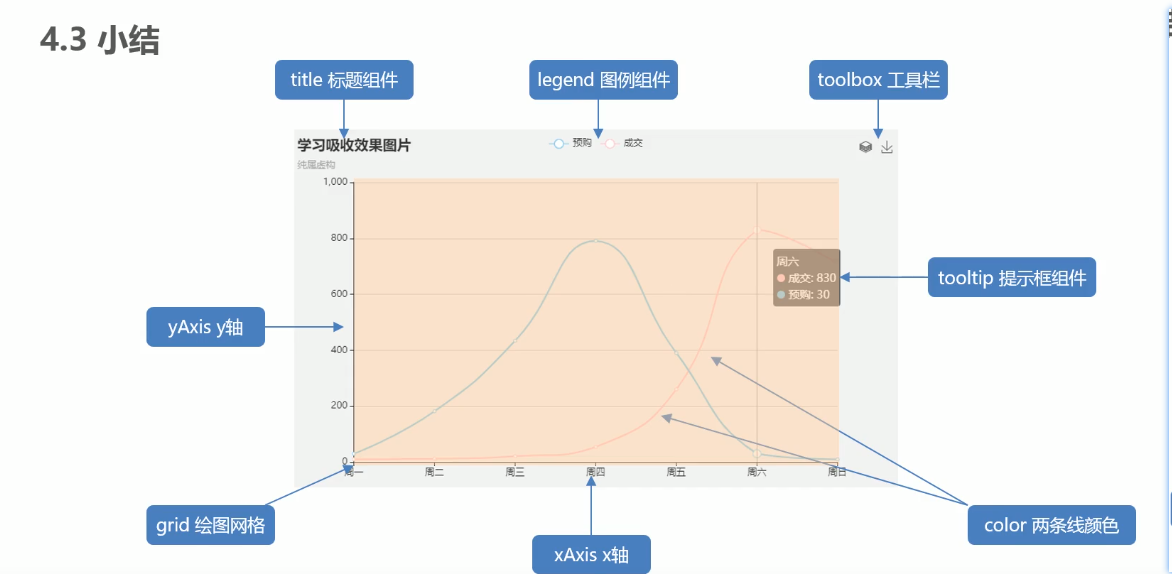 4.3 小结
title 标题组件
legend 图例组件
toolbox 工具栏
学习吸收效果图片
预购
成交
纯属虚构
1,000
800
600
400
200
0
周一
周二
周三
周四
周五
周六
周日
周六
成交: 830
预购: 30
tooltip 提示框组件
yAxis y轴
grid 绘图网格
xAxis x轴
color 两条线颜色